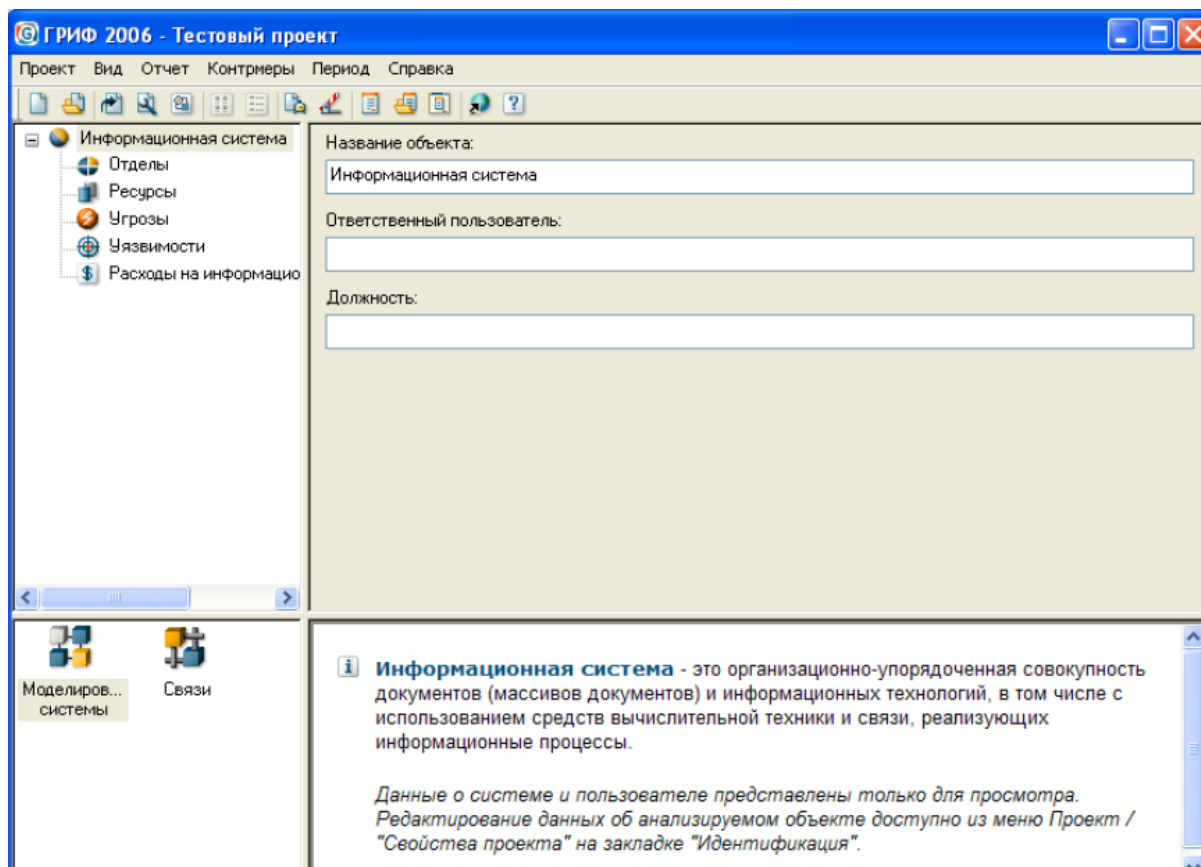 ГРИФ 2006 - Тестовый проект
Проект Вид Отчет Контрмеры Период Справка
Информационная система
Отделы
Ресурсы
Угрозы
Уязвимости
Расходы на информацио
Название объекта:
Информационная система
Ответственный пользователь:
Должность:
Моделиров...
системы
Связи
Информационная система - это организационно-упорядоченная совокупность
документов (массивов документов) и информационных технологий, в том числе с
использованием средств вычислительной техники и связи, реализующих
информационные процессы.
Данные о системе и пользователе представлены только для просмотра.
Редактирование данных об анализируемом объекте доступно из меню Проект /
"Свойства проекта" на закладке "Идентификация".